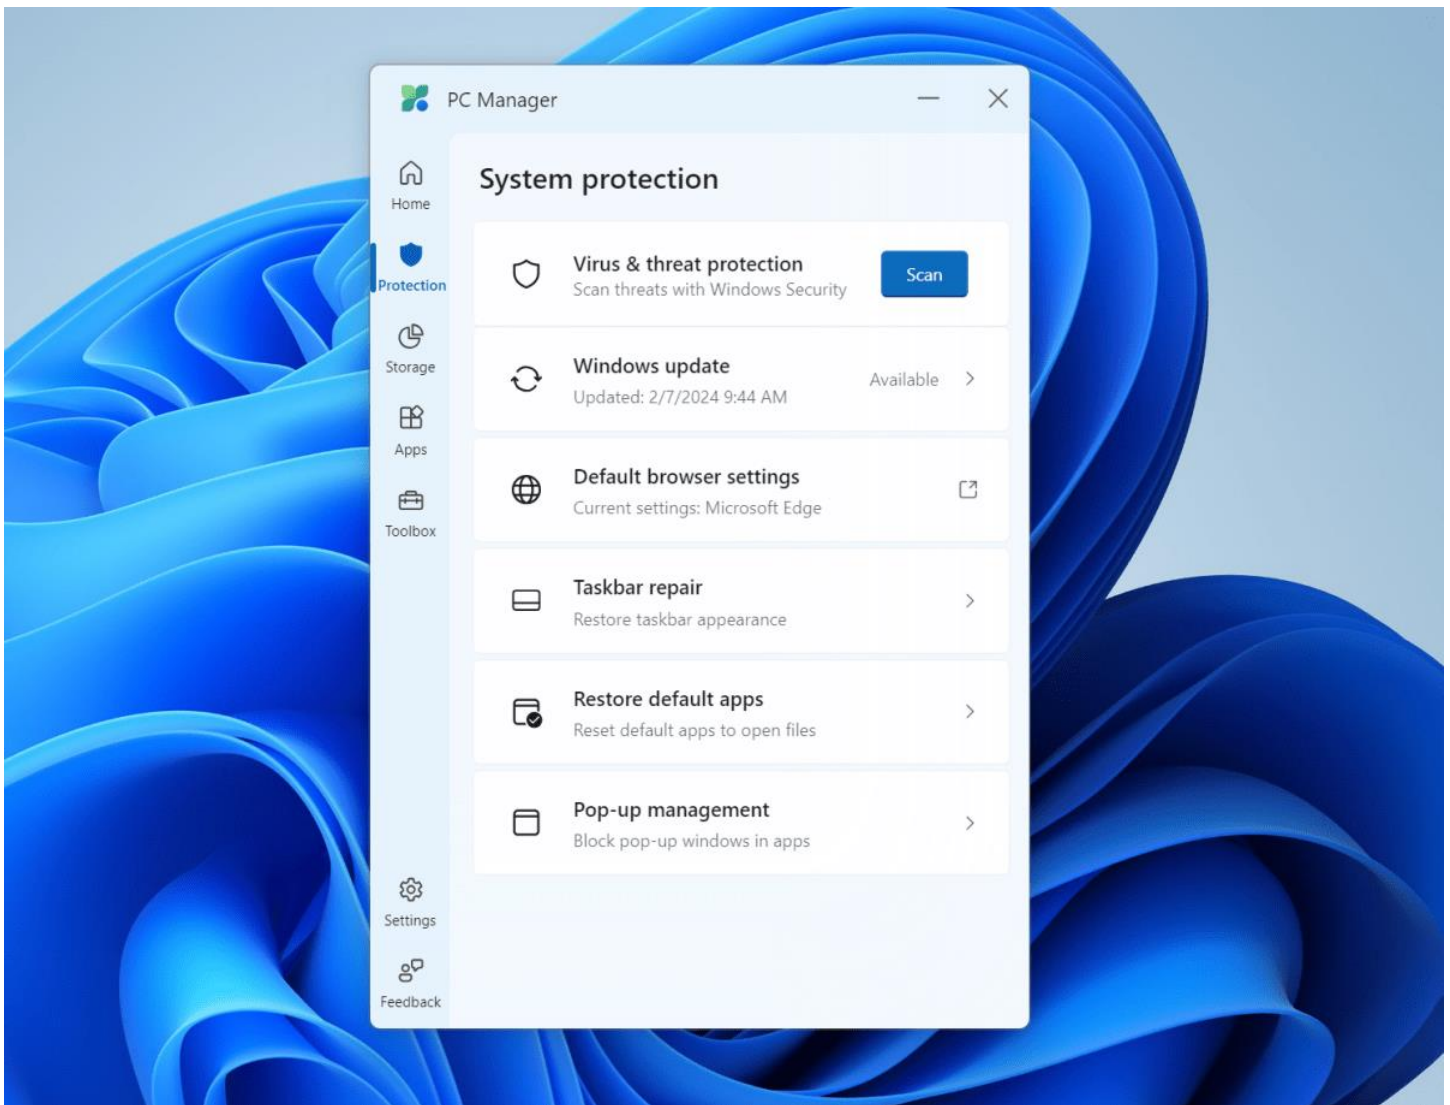 PC Manager
Home
Protection
Storage
Apps
Toolbox
Settings
Feedback
System protection
Virus & threat protection
Scan threats with Windows Security
Scan
Windows update
Updated: 2/7/2024 9:44 AM
Available
Default browser settings
Current settings: Microsoft Edge
Taskbar repair
Restore taskbar appearance
Restore default apps
Reset default apps to open files
Pop-up management
Block pop-up windows in apps